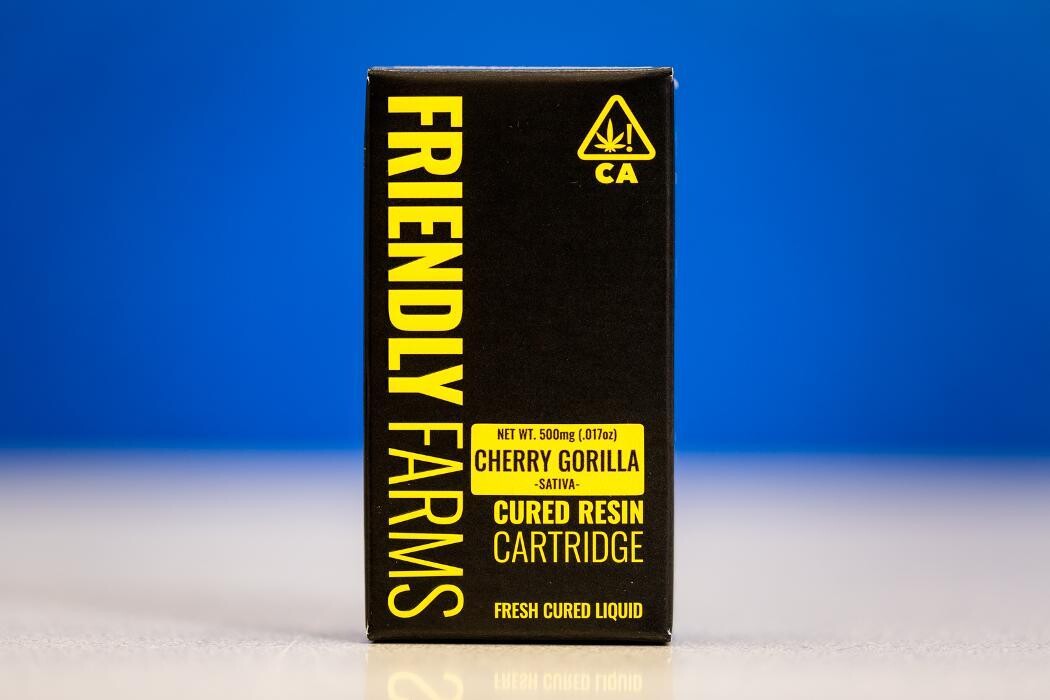 FRIENDLY FARMS
!
CA
NET WT. 500mg (.017oz)
CHERRY GORILLA
-SATIVA-
CURED RESIN
CARTRIDGE
FRESH CURED LIQUID